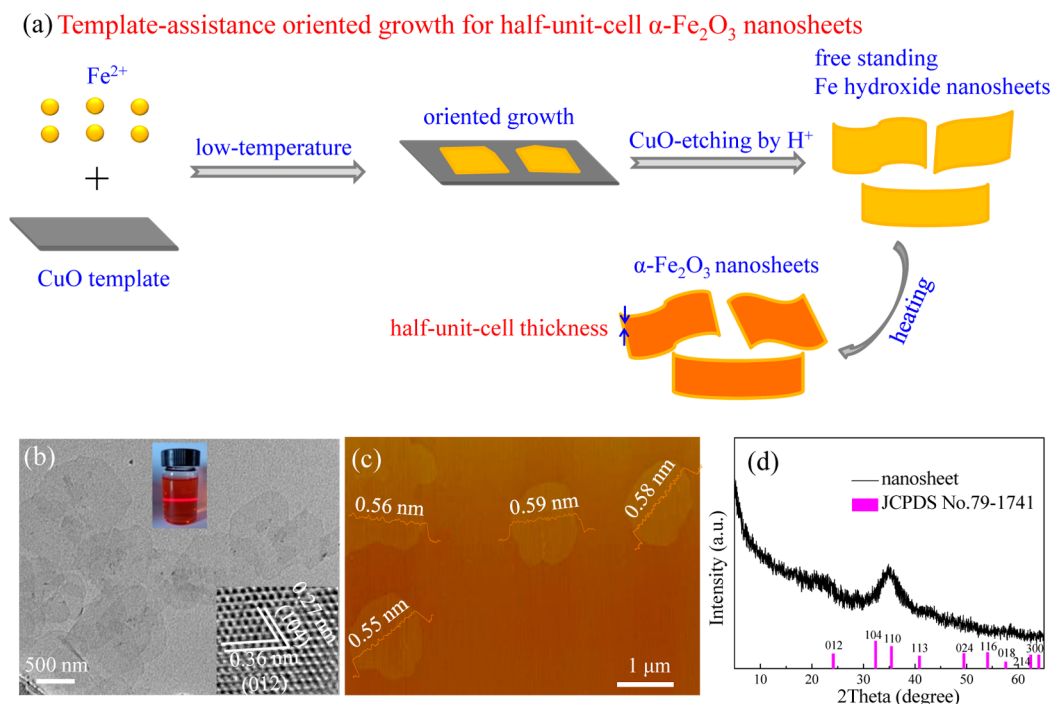 (a) Template-assistance oriented growth for half-unit-cell α-Fe₂O₃ nanosheets
Fe²⁺
+
CuO template
low-temperature
oriented growth
CuO-etching by H⁺
free standing
Fe hydroxide nanosheets
heating
α-Fe₂O₃ nanosheets
half-unit-cell thickness
(b)
500 nm
0.27 nm
(104)
0.36 nm
(012)
(c)
0.56 nm
0.59 nm
0.58 nm
0.55 nm
1 μm
(d)
nanosheet
JCPDS No.79-1741
Intensity (a.u.)
012
104
110
113
024
116
018
214
300
10 20 30 40 50 60
2Theta (degree)